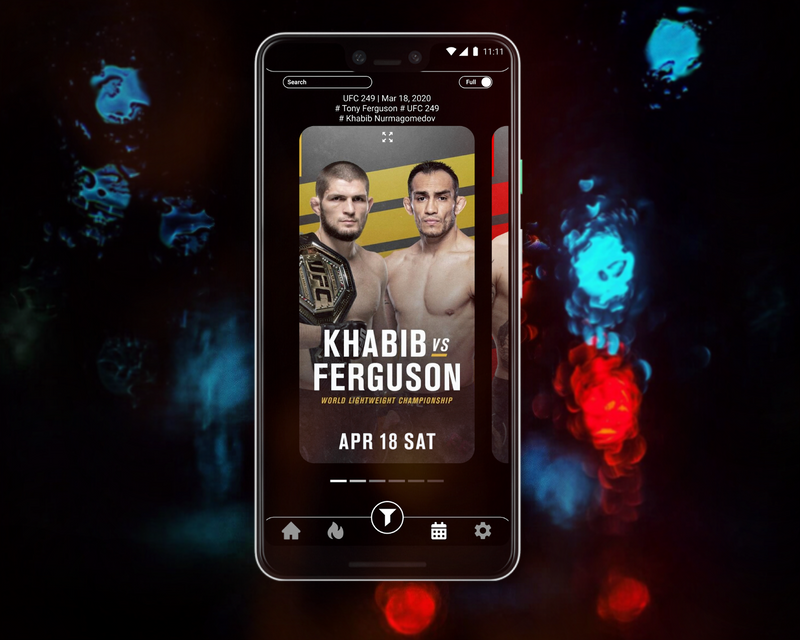 11:11
Search
Full
UFC 249 | Mar 18, 2020
# Tony Ferguson # UFC 249
# Khabib Nurmagomedov
UFC
KHABIB VS
FERGUSON
WORLD LIGHTWEIGHT CHAMPIONSHIP
APR 18 SAT